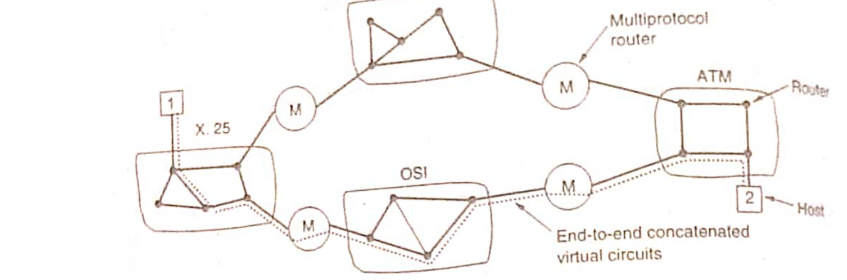 Multiprotocol
router
ATM
M
Router
1
M
X. 25
OSI
M
2
M
Host
End-to-end concatenated
virtual circuits